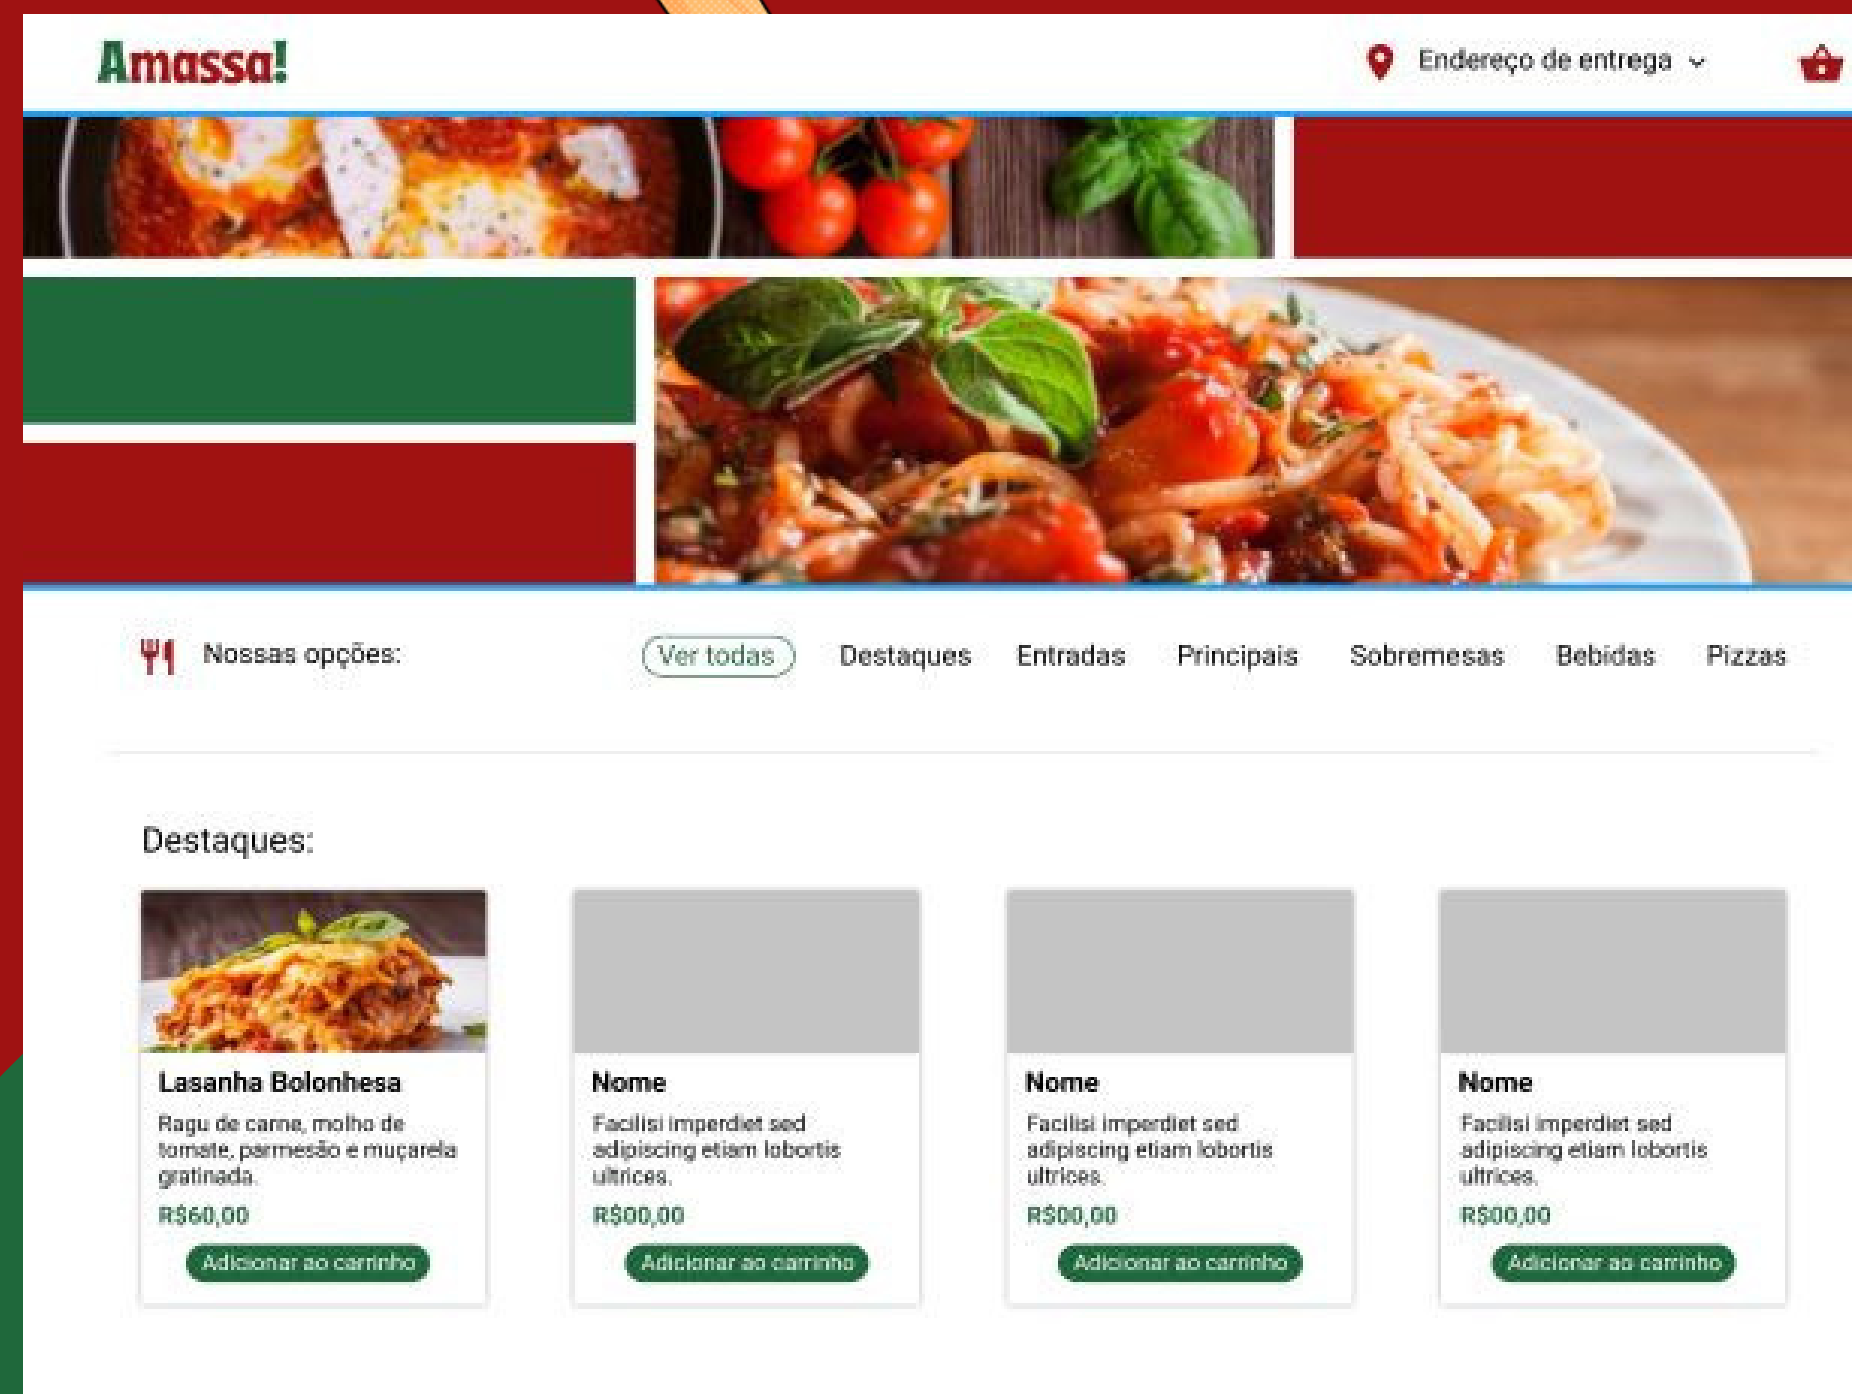 Amassa!
Endereço de entrega
Nossas opções:
Ver todas
Destaques
Entradas
Principais
Sobremesas
Bebidas
Pizzas
Destaques:
Lasanha Bolonhesa
Ragu de carne, molho de
tomate, parmesão e muçarela
gratinada.
R$60,00
Adicionar ao carrinho
Nome
Facilisi imperdiet sed
adipiscing etiam lobortis
ultrices.
R$00,00
Adicionar ao carrinho
Nome
Facilisi imperdiet sed
adipiscing etiam lobortis
ultrices.
R$00,00
Adicionar ao carrinho
Nome
Facilisi imperdiet sed
adipiscing etiam lobortis
ultrices.
R$00,00
Adicionar ao carrinho